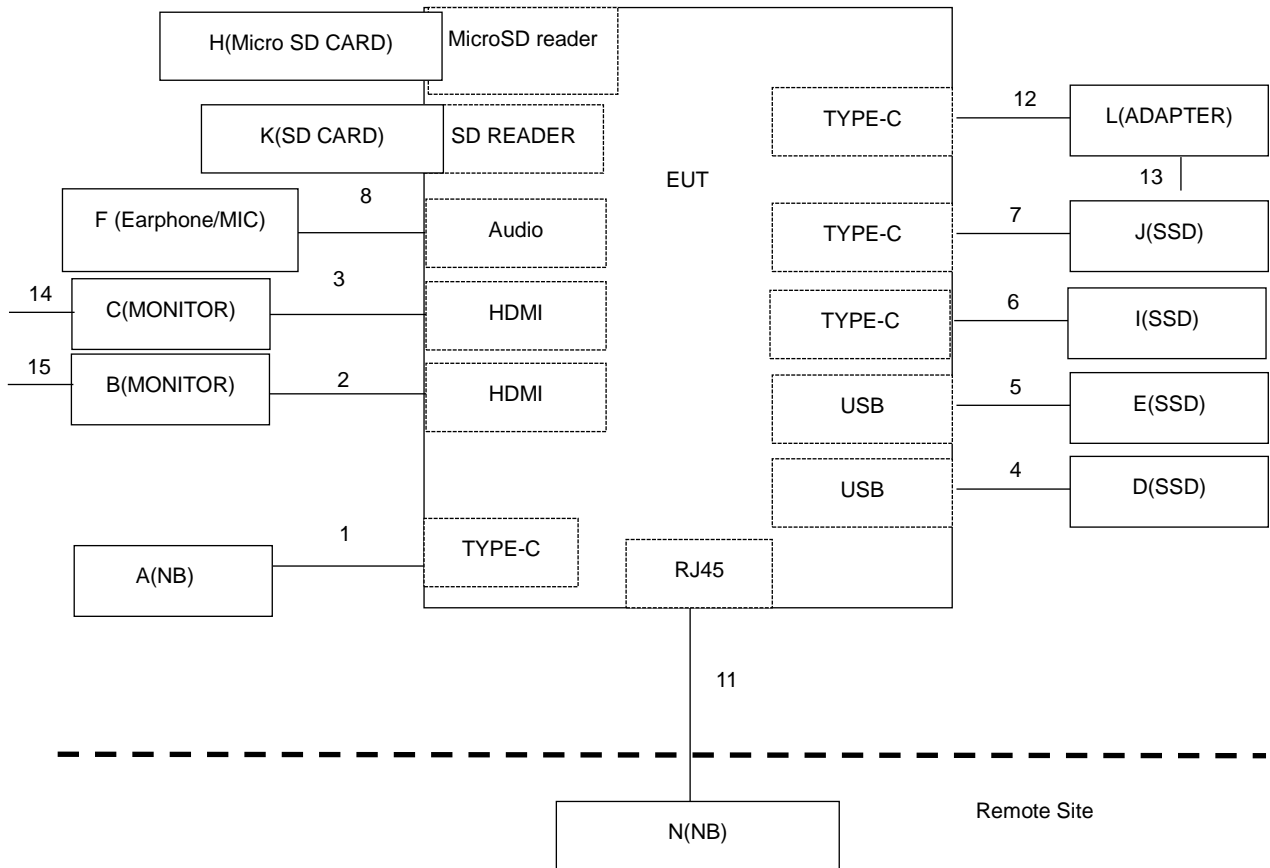 H(Micro SD CARD)
MicroSD reader
K(SD CARD)
SD READER
EUT
TYPE-C
12
L(ADAPTER)
13
F (Earphone/MIC)
8
Audio
TYPE-C
7
J(SSD)
14
C(MONITOR)
3
HDMI
TYPE-C
6
I(SSD)
15
B(MONITOR)
2
HDMI
USB
5
E(SSD)
USB
4
D(SSD)
A(NB)
1
TYPE-C
RJ45
11
Remote Site
N(NB)